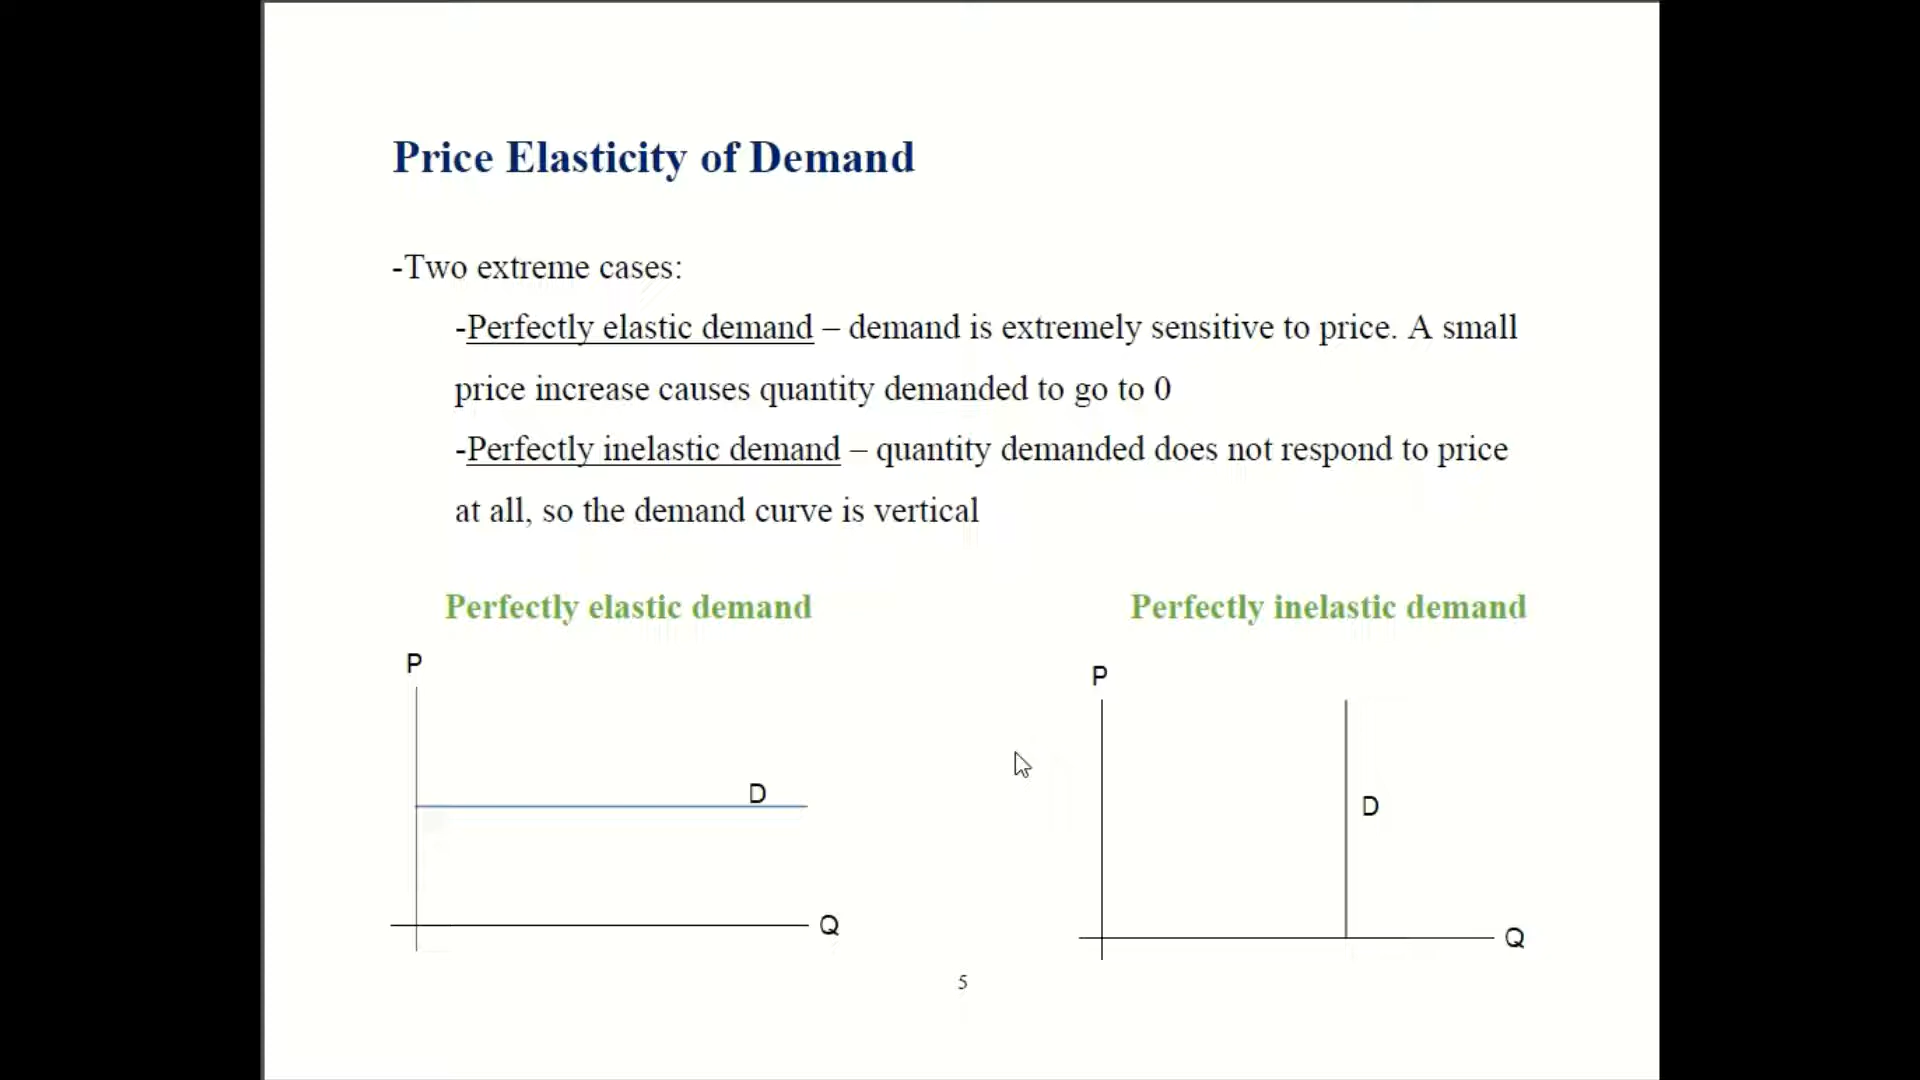 Price Elasticity of Demand
-Two extreme cases:
-Perfectly elastic demand – demand is extremely sensitive to price. A small
price increase causes quantity demanded to go to 0
-Perfectly inelastic demand – quantity demanded does not respond to price
at all, so the demand curve is vertical
Perfectly elastic demand
P
D
Q
Perfectly inelastic demand
P
D
Q
5